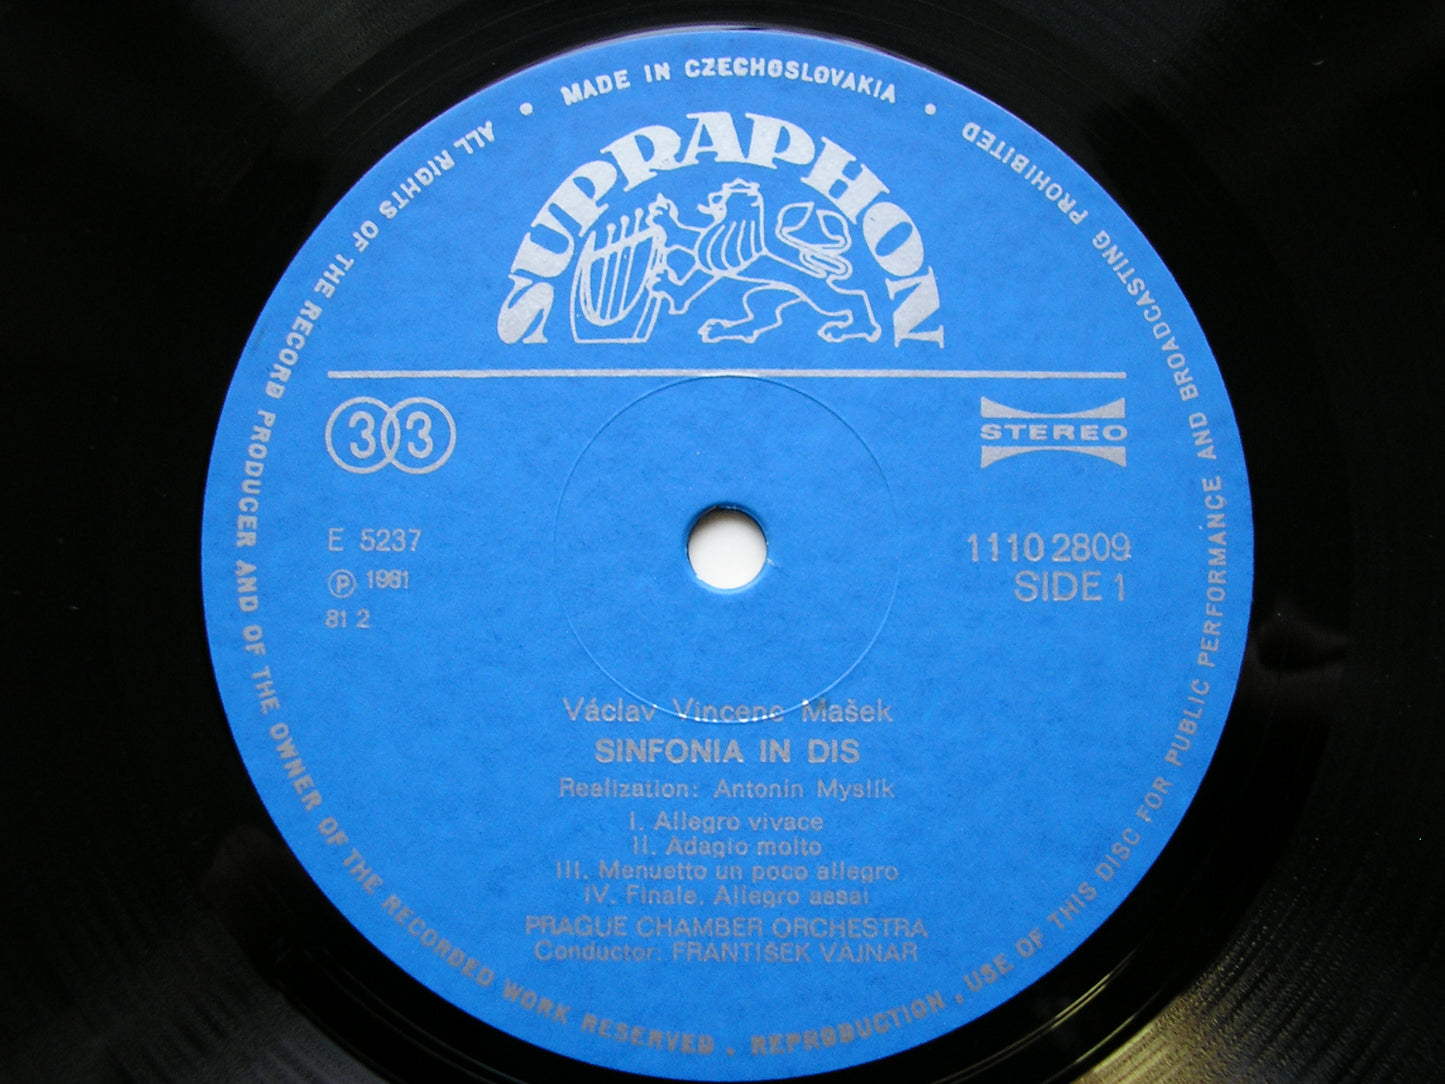 MADE IN CZECHOSLOVAKIA •
ALL RIGHTS OF THE RECORD PRODUCER AND OF THE OWNER OF THE RECORDED WORK RESERVED . REPRODUCTION . USE OF THIS DISC FOR PUBLIC PERFORMANCE AND BROADCASTING PROHIBITED •
SUPRAPHON
33
STEREO
E 5237
1110 2809
Ⓟ 1981
SIDE 1
81 2
Václav Vincenc Mašek
SINFONIA IN DIS
Realization: Antonín Myslík
I. Allegro vivace
II. Adagio molto
III. Menuetto un poco allegro
IV. Finale. Allegro assai
PRAGUE CHAMBER ORCHESTRA
Conductor: FRANTIŠEK VAJNAR